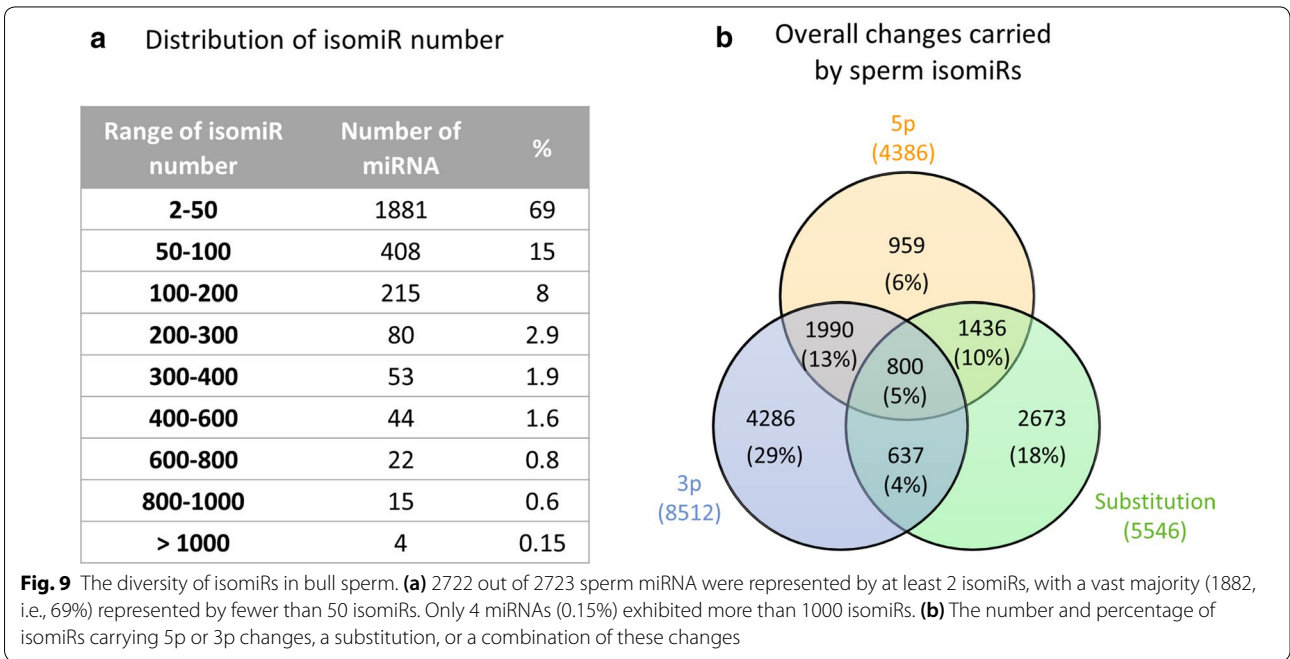 a Distribution of isomiR number
Range of isomiR number Number of miRNA %
2-50 1881 69
50-100 408 15
100-200 215 8
200-300 80 2.9
300-400 53 1.9
400-600 44 1.6
600-800 22 0.8
800-1000 15 0.6
> 1000 4 0.15
b Overall changes carried
by sperm isomiRs
5p
(4386)
959
(6%)
1990
(13%)
1436
(10%)
800
(5%)
4286
(29%)
2673
(18%)
637
(4%)
3p
(8512)
Substitution
(5546)
Fig. 9 The diversity of isomiRs in bull sperm. (a) 2722 out of 2723 sperm miRNA were represented by at least 2 isomiRs, with a vast majority (1882,
i.e., 69%) represented by fewer than 50 isomiRs. Only 4 miRNAs (0.15%) exhibited more than 1000 isomiRs. (b) The number and percentage of
isomiRs carrying 5p or 3p changes, a substitution, or a combination of these changes